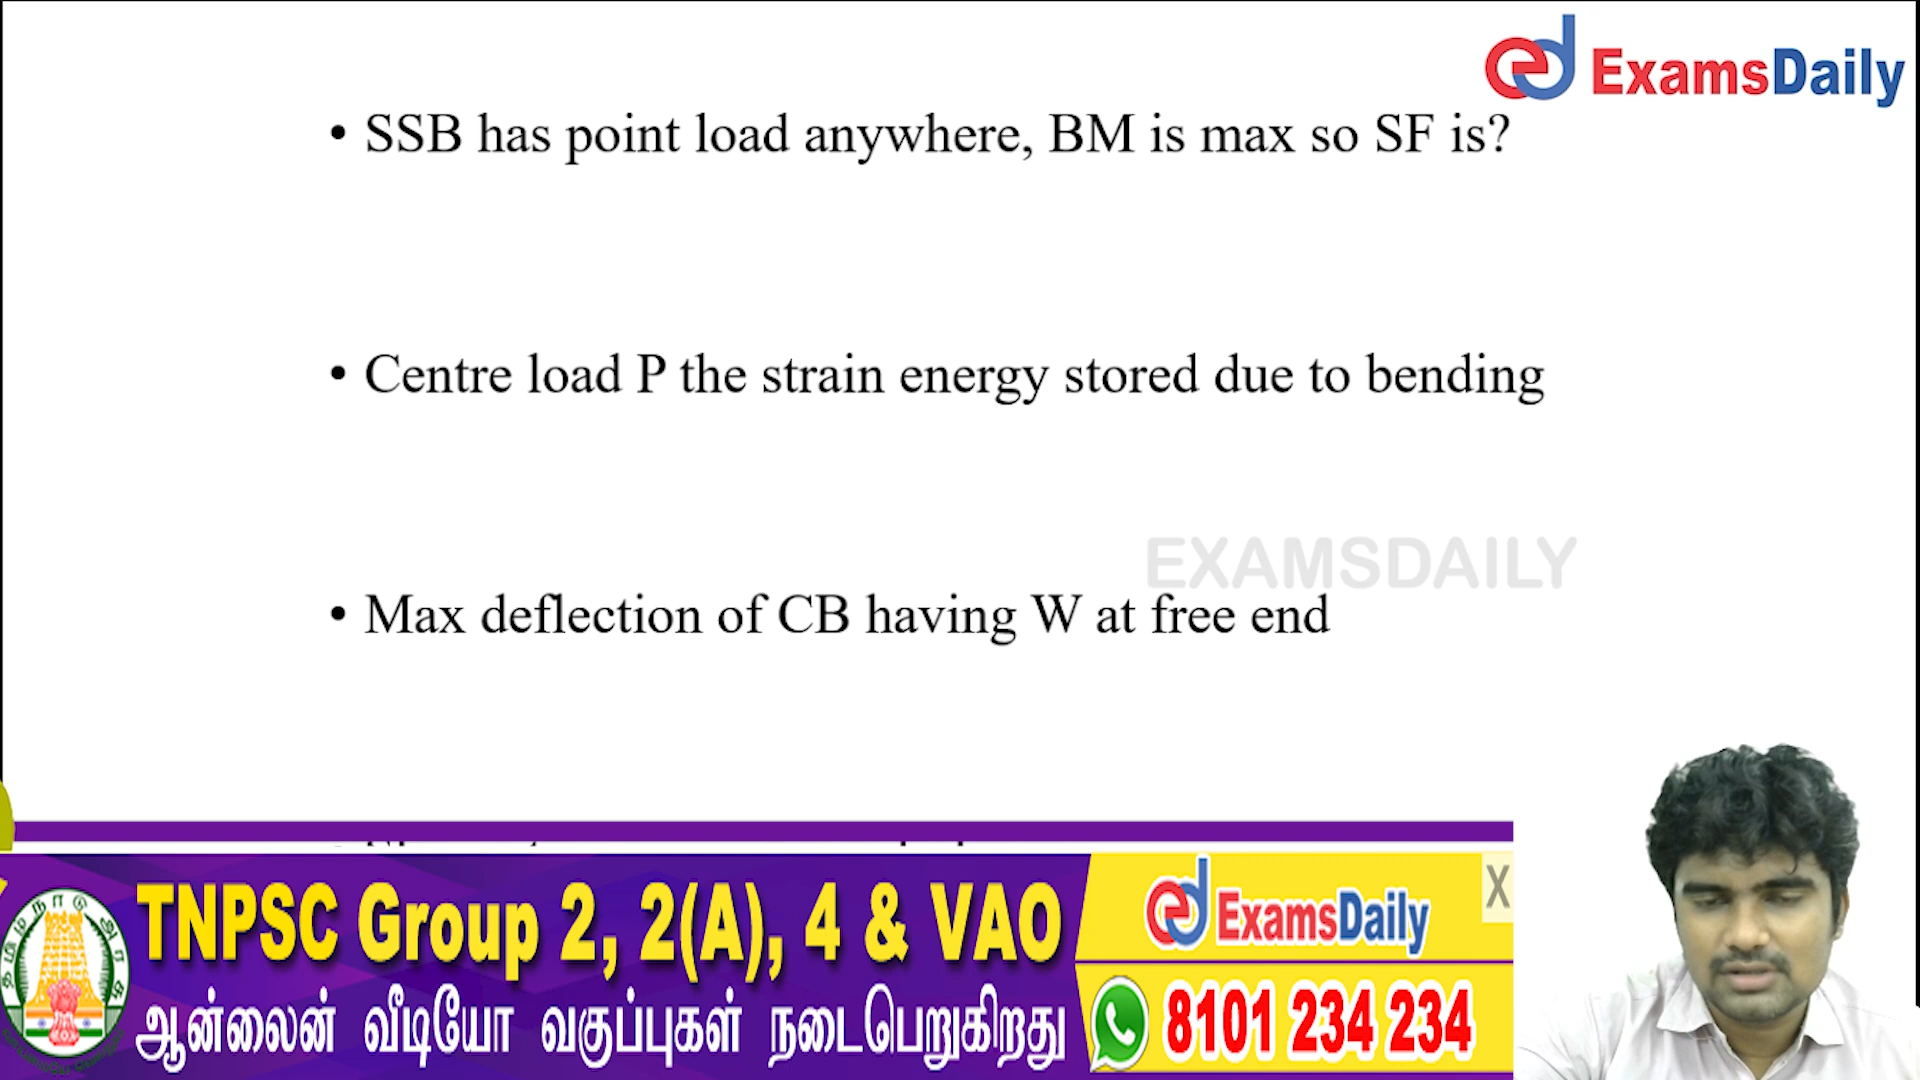 ed ExamsDaily
• SSB has point load anywhere, BM is max so SF is?
• Centre load P the strain energy stored due to bending
EXAMSDAILY
• Max deflection of CB having W at free end
TNPSC Group 2, 2(A), 4 & VAO
ஆன்லைன் வீடியோ வகுப்புகள் நடைபெறுகிறது
ed ExamsDaily
X
8101 234 234